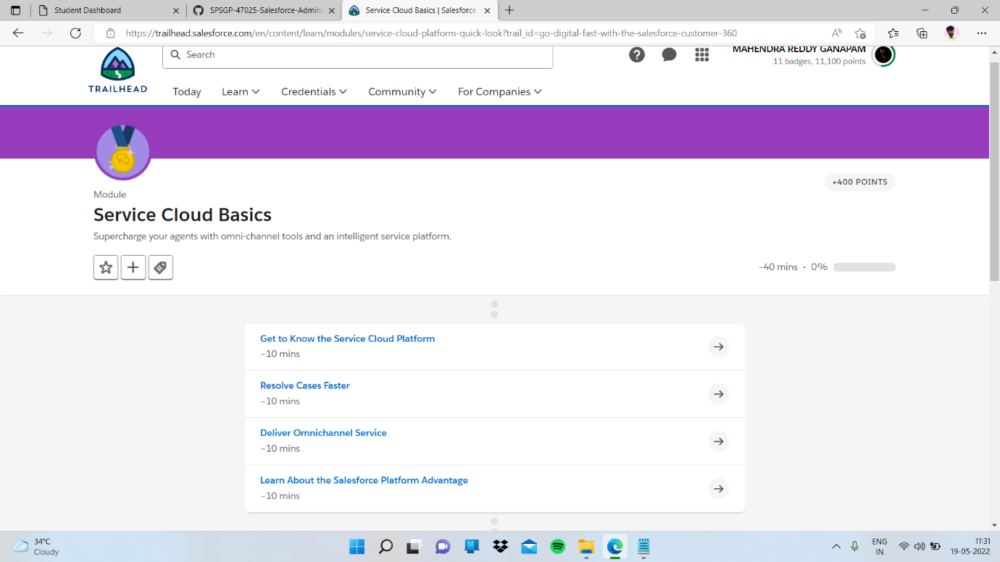 Student Dashboard
SPSGP-47025-Salesforce-Admini
Service Cloud Basics | Salesforce
https://trailhead.salesforce.com/en/content/learn/modules/service-cloud-platform-quick-look?trail_id=go-digital-fast-with-the-salesforce-customer-360
Search
MAHENDRA REDDY GANAPAM
11 badges, 11,100 points
TRAILHEAD
Today
Learn
Credentials
Community
For Companies
+400 POINTS
Module
Service Cloud Basics
Supercharge your agents with omni-channel tools and an intelligent service platform.
~40 mins · 0%
Get to Know the Service Cloud Platform
~10 mins
Resolve Cases Faster
~10 mins
Deliver Omnichannel Service
~10 mins
Learn About the Salesforce Platform Advantage
~10 mins
34°C
Cloudy
ENG
IN
11:31
19-05-2022